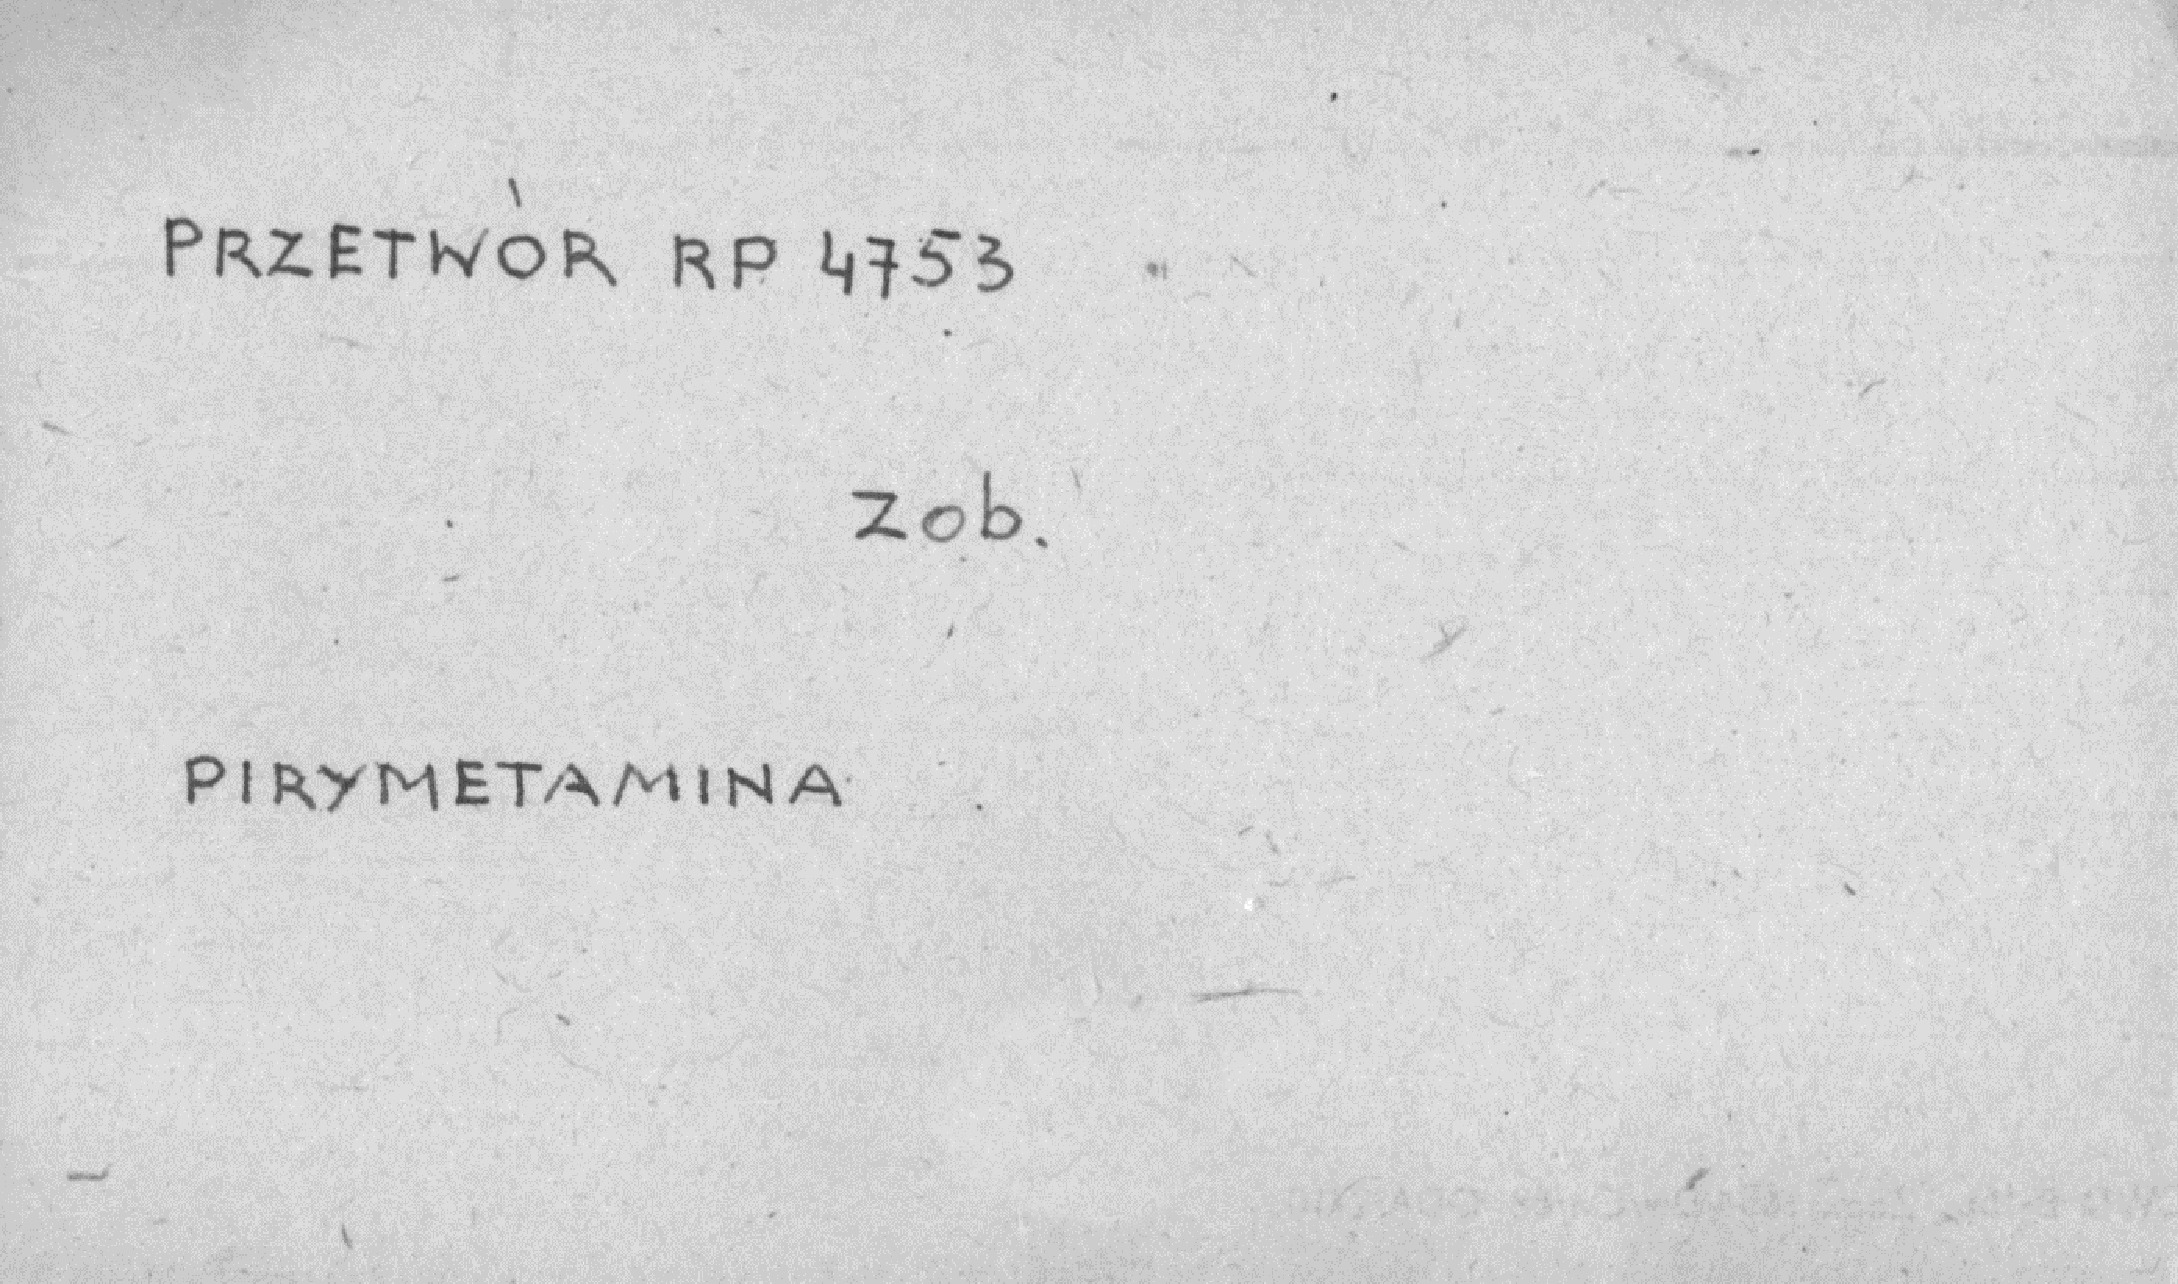 PRZETWÓR RP 4753
zob.
PIRYMETAMINA